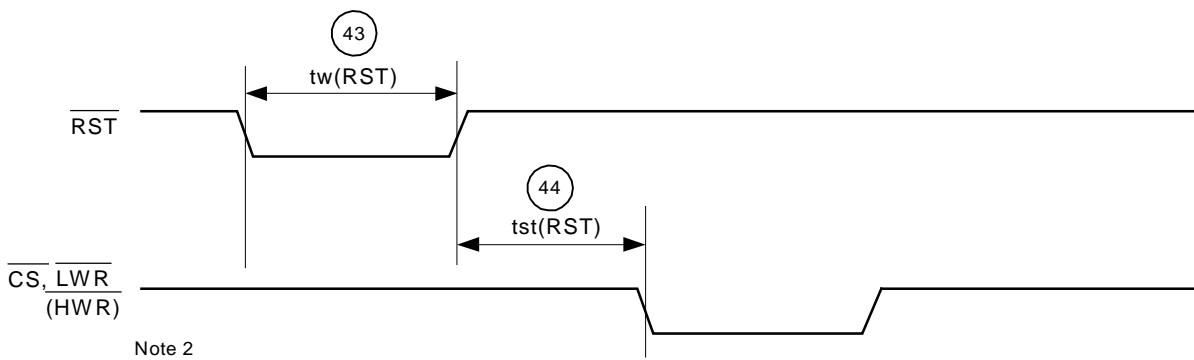 43
tw(RST)
RST
44
tst(RST)
CS, LWR
(HWR)
Note 2